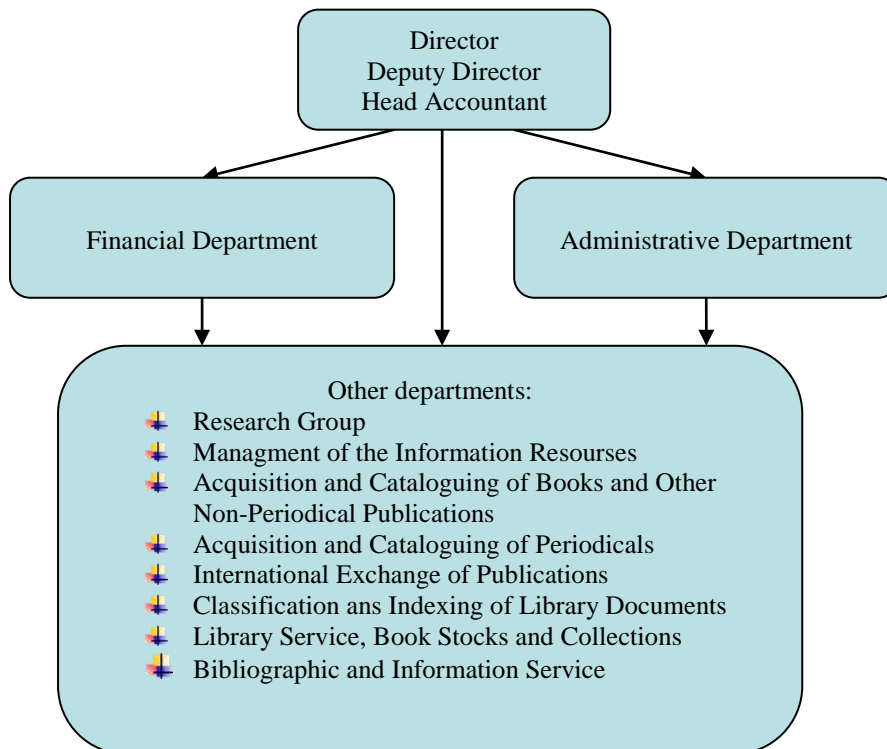 Director
Deputy Director
Head Accountant
Financial Department
Administrative Department
Other departments:
Research Group
Managment of the Information Resourses
Acquisition and Cataloguing of Books and Other
Non-Periodical Publications
Acquisition and Cataloguing of Periodicals
International Exchange of Publications
Classification ans Indexing of Library Documents
Library Service, Book Stocks and Collections
Bibliographic and Information Service